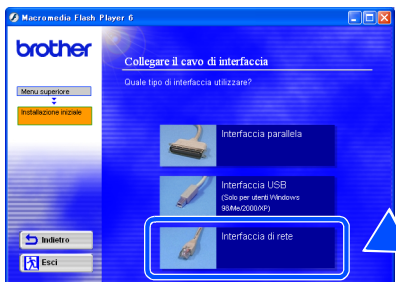 Macromedia Flash Player 6
brother
Collegare il cavo di interfaccia
Quale tipo di interfaccia utilizzare?
Menu superiore
Installazione iniziale
Interfaccia parallela
Interfaccia USB
(Solo per utenti Windows
98/Me/2000/XP)
Interfaccia di rete
Indietro
Esci